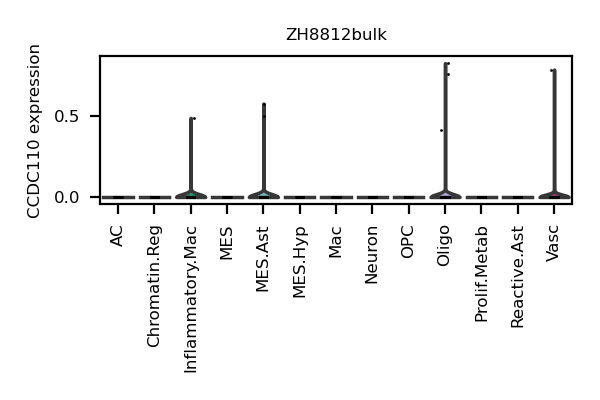 ZH8812bulk
CCDC110 expression
0.5
0.0
AC
Chromatin.Reg
Inflammatory.Mac
MES
MES.Ast
MES.Hyp
Mac
Neuron
OPC
Oligo
Prolif.Metab
Reactive.Ast
Vasc